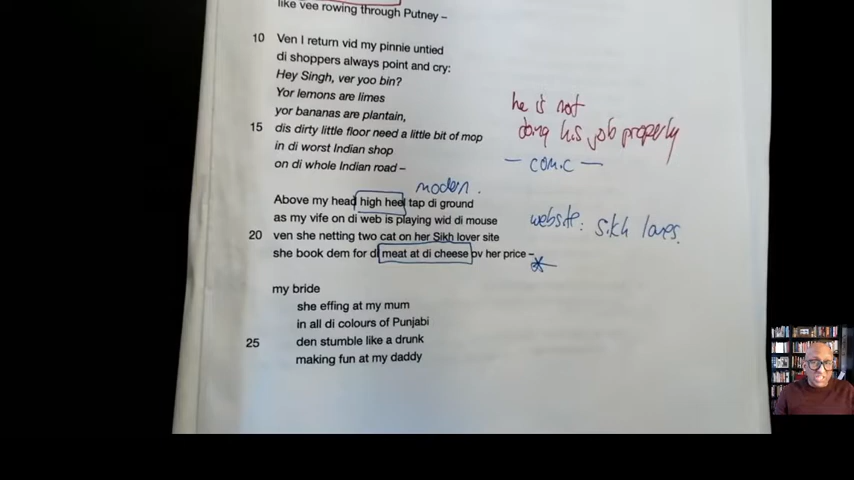 like vee rowing through Putney –
10 Ven I return vid my pinnie untied
di shoppers always point and cry:
Hey Singh, ver yoo bin?
Yor lemons are limes
yor bananas are plantain,
15 dis dirty little floor need a little bit of mop
in di worst Indian shop
on di whole Indian road –
he is not
doing his job properly
— comic —
modern.
Above my head high heel tap di ground
as my vife on di web is playing wid di mouse
20 ven she netting two cat on her Sikh lover site
she book dem for di meat at di cheese ov her price –
website: sikh loves.
my bride
she effing at my mum
in all di colours of Punjabi
25 den stumble like a drunk
making fun at my daddy